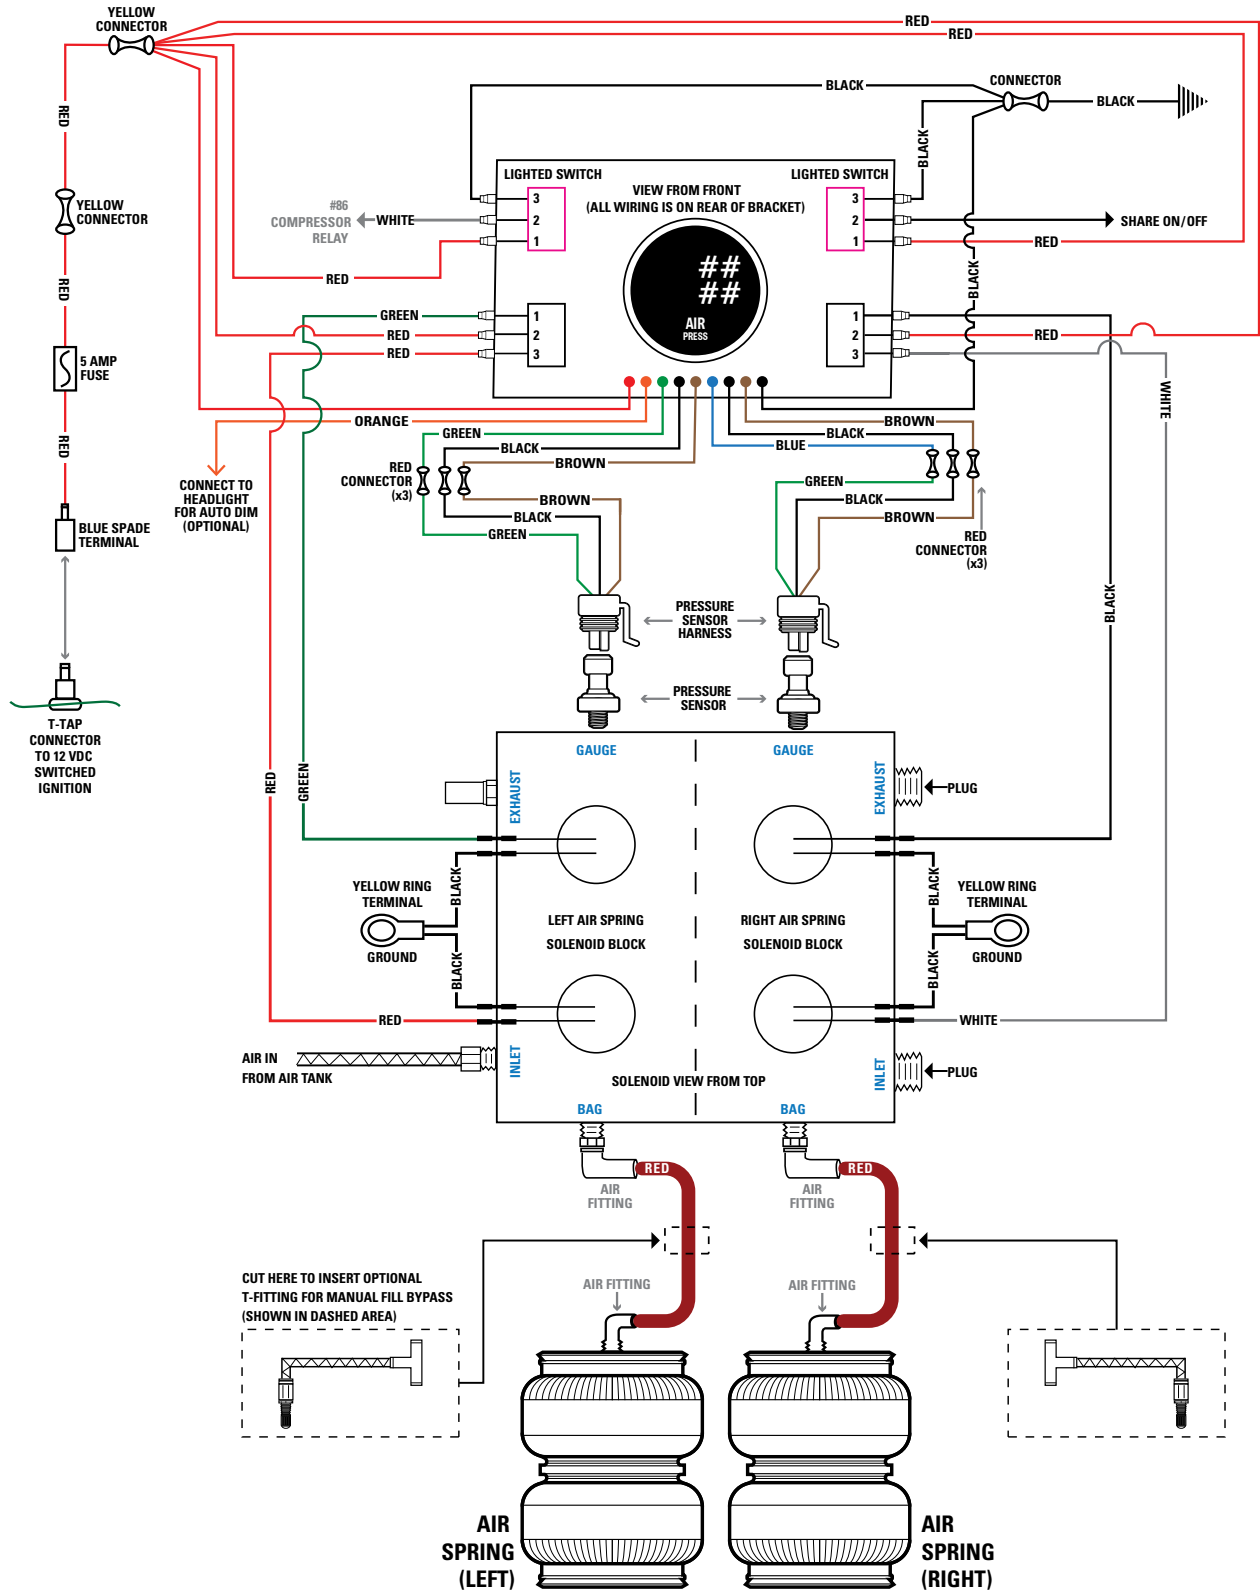 YELLOW
CONNECTOR
RED
RED
BLACK
CONNECTOR
BLACK
RED
BLACK
LIGHTED SWITCH
VIEW FROM FRONT
(ALL WIRING IS ON REAR OF BRACKET)
LIGHTED SWITCH
3
2
1
3
2
1
YELLOW
CONNECTOR
#86
COMPRESSOR
RELAY
WHITE
SHARE ON/OFF
RED
RED
RED
BLACK
##
##
AIR
PRESS
GREEN
RED
RED
1
2
3
1
2
3
RED
5 AMP
FUSE
WHITE
ORANGE
GREEN
BLACK
BROWN
BROWN
BLACK
BLUE
RED
RED
CONNECTOR
(x3)
BROWN
BLACK
GREEN
GREEN
BLACK
BROWN
CONNECT TO
HEADLIGHT
FOR AUTO DIM
(OPTIONAL)
BLUE SPADE
TERMINAL
RED
CONNECTOR
(x3)
BLACK
PRESSURE
SENSOR
HARNESS
PRESSURE
SENSOR
T-TAP
CONNECTOR
TO 12 VDC
SWITCHED
IGNITION
RED
GREEN
GAUGE
GAUGE
EXHAUST
EXHAUST
PLUG
BLACK
BLACK
YELLOW RING
TERMINAL
GROUND
BLACK
LEFT AIR SPRING
SOLENOID BLOCK
RIGHT AIR SPRING
SOLENOID BLOCK
YELLOW RING
TERMINAL
GROUND
BLACK
RED
WHITE
AIR IN
FROM AIR TANK
INLET
INLET
PLUG
SOLENOID VIEW FROM TOP
BAG
BAG
RED
RED
AIR
FITTING
AIR
FITTING
CUT HERE TO INSERT OPTIONAL
T-FITTING FOR MANUAL FILL BYPASS
(SHOWN IN DASHED AREA)
AIR FITTING
AIR FITTING
AIR
SPRING
(LEFT)
AIR
SPRING
(RIGHT)